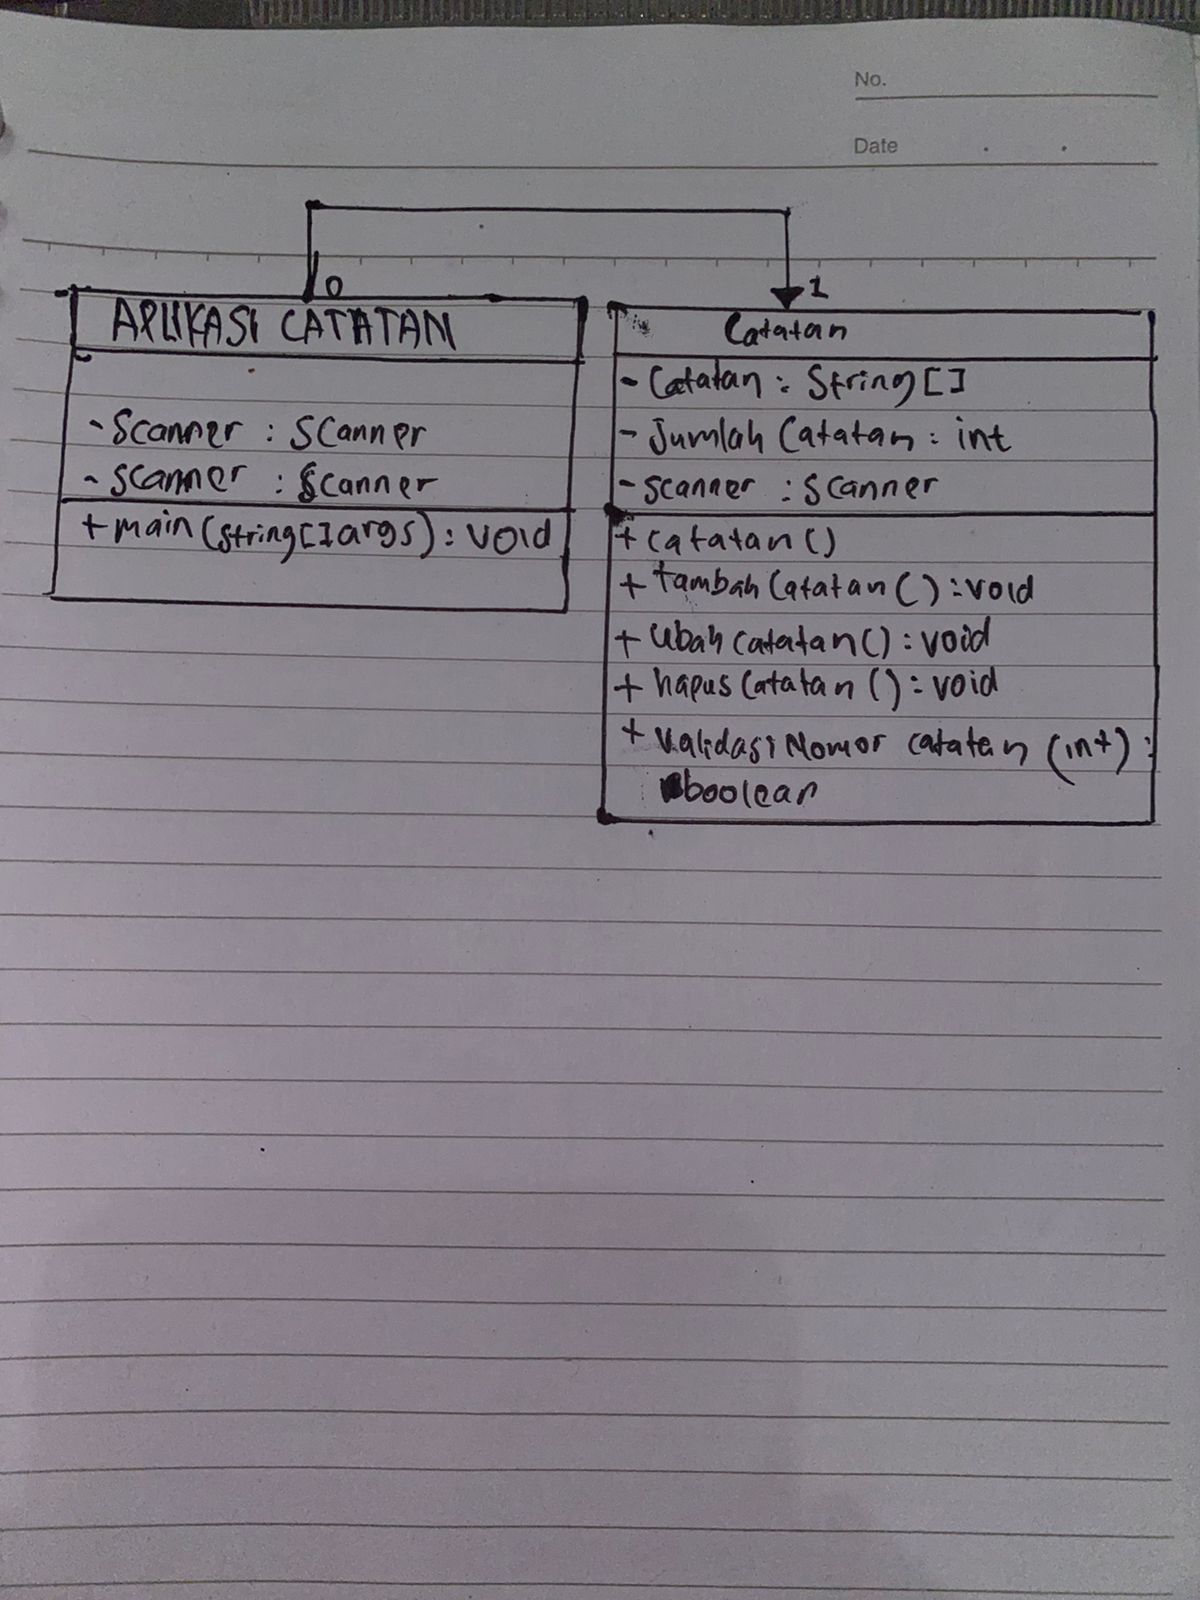 No.
Date
0
1
APLIKASI CATATAN
- Scanner : Scanner
- scanner : Scanner
+ main (String[] args) : void
Catatan
- Catatan : String []
- Jumlah Catatan : int
- scanner : Scanner
+ catatan ()
+ tambah Catatan () : void
+ Ubah catatan () : void
+ hapus Catatan () : void
+ Validasi Nomor catatan (int) :
boolean